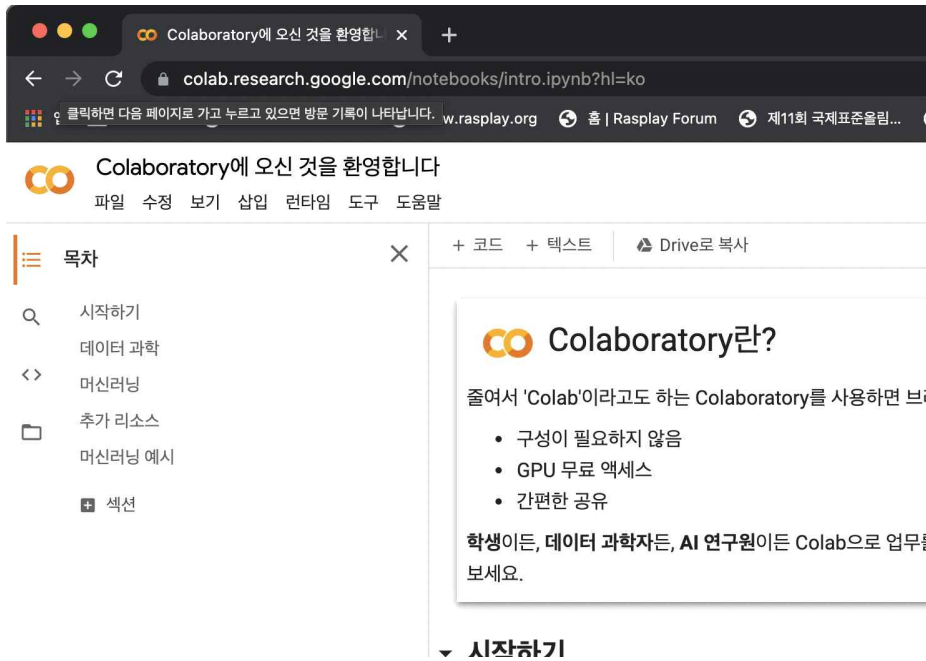 Colaboratory에 오신 것을 환영합니
colab.research.google.com/notebooks/intro.ipynb?hl=ko
클릭하면 다음 페이지로 가고 누르고 있으면 방문 기록이 나타납니다.
w.rasplay.org 홈 | Rasplay Forum 제11회 국제표준올림...
Colaboratory에 오신 것을 환영합니다
파일 수정 보기 삽입 런타임 도구 도움말
목차
+ 코드 + 텍스트 Drive로 복사
시작하기
데이터 과학
머신러닝
추가 리소스
머신러닝 예시
섹션
CO Colaboratory란?
줄여서 'Colab'이라고도 하는 Colaboratory를 사용하면
• 구성이 필요하지 않음
• GPU 무료 액세스
• 간편한 공유
학생이든, 데이터 과학자든, AI 연구원이든 Colab으로
보세요.
시작하기